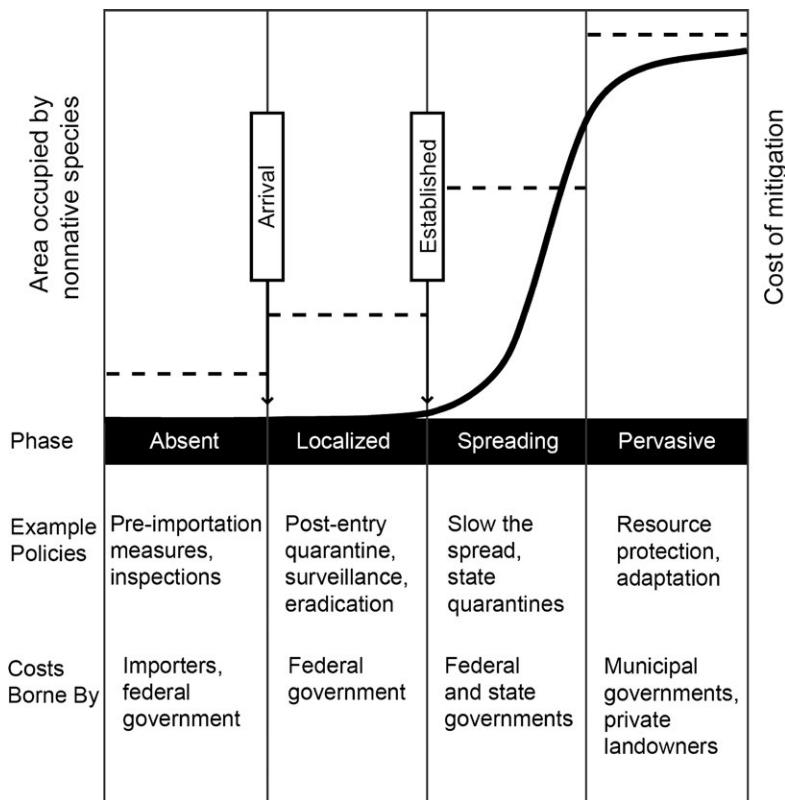 Area occupied by
nonnative species
Arrival
Established
Cost of mitigation
Phase
Absent
Localized
Spreading
Pervasive
Example
Policies
Pre-importation
measures,
inspections
Post-entry
quarantine,
surveillance,
eradication
Slow the
spread,
state
quarantines
Resource
protection,
adaptation
Costs
Borne By
Importers,
federal
government
Federal
government
Federal
and state
governments
Municipal
governments,
private
landowners